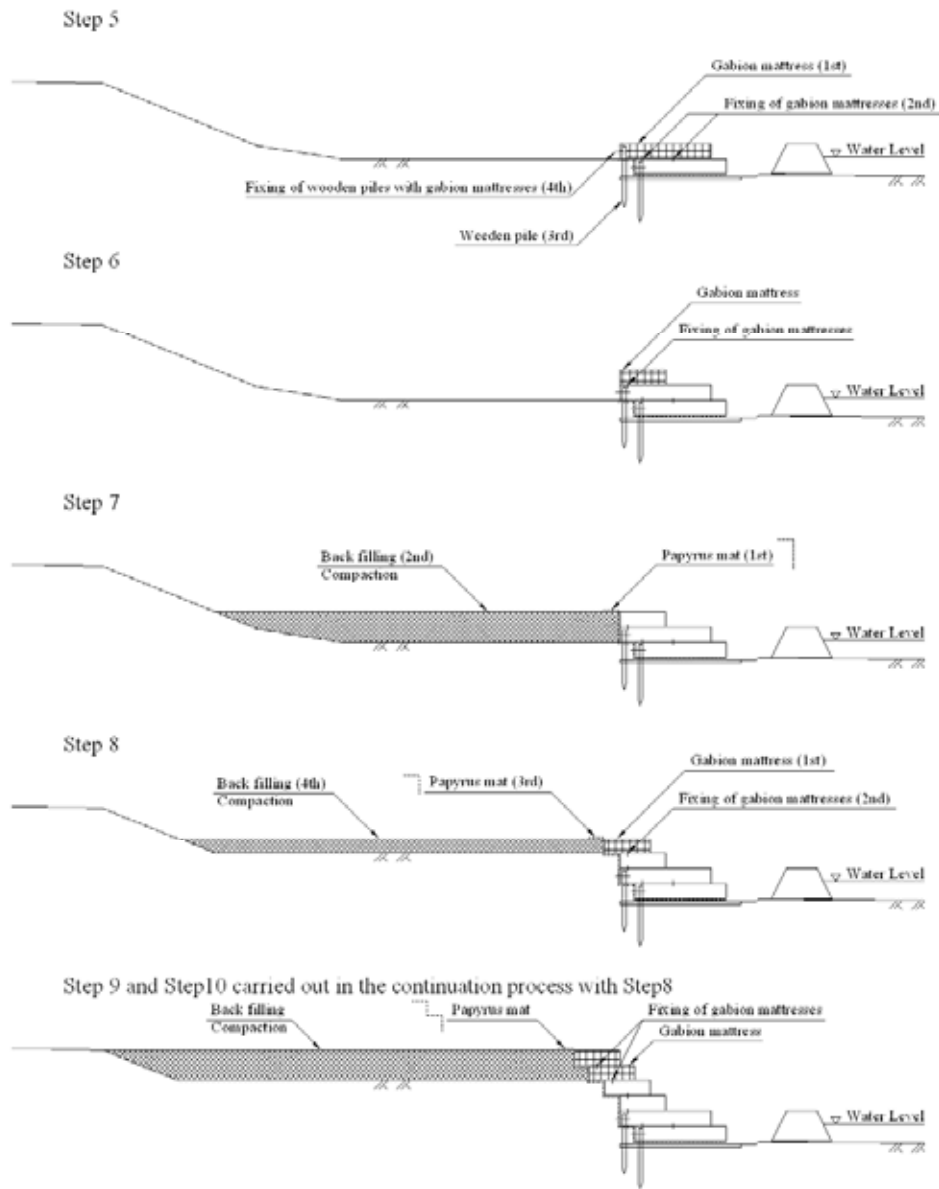 Step 5
Gabion mattress (1st)
Fixing of gabion mattresses (2nd)
Water Level
Fixing of wooden piles with gabion mattresses (4th)
Weeden pile (3rd)
Step 6
Gabion mattress
Fixing of gabion mattresses
Water Level
Step 7
Back filling (2nd)
Compaction
Papyrus mat (1st)
Water Level
Step 8
Gabion mattress (1st)
Back filling (4th)
Compaction
Papyrus mat (3rd)
Fixing of gabion mattresses (2nd)
Water Level
Step 9 and Step10 carried out in the continuation process with Step8
Back filling
Compaction
Papyrus mat
Fixing of gabion mattresses
Gabion mattress
Water Level